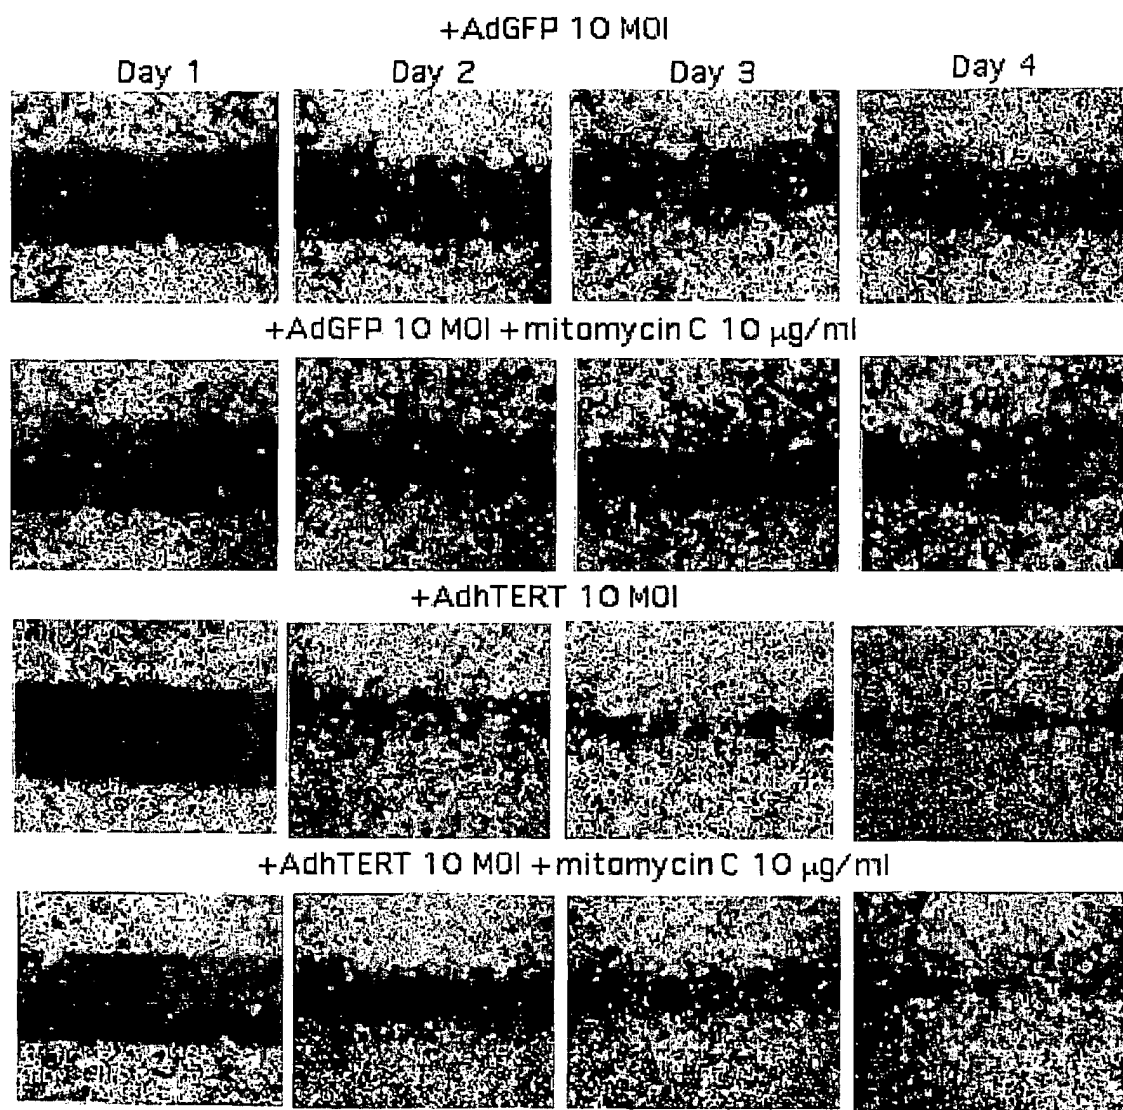 +AdGFP 10 MOI
Day 1 Day 2 Day 3 Day 4
+AdGFP 10 MOI +mitomycin C 10 μg/ml
+AdhTERT 10 MOI
+AdhTERT 10 MOI +mitomycin C 10 μg/ml